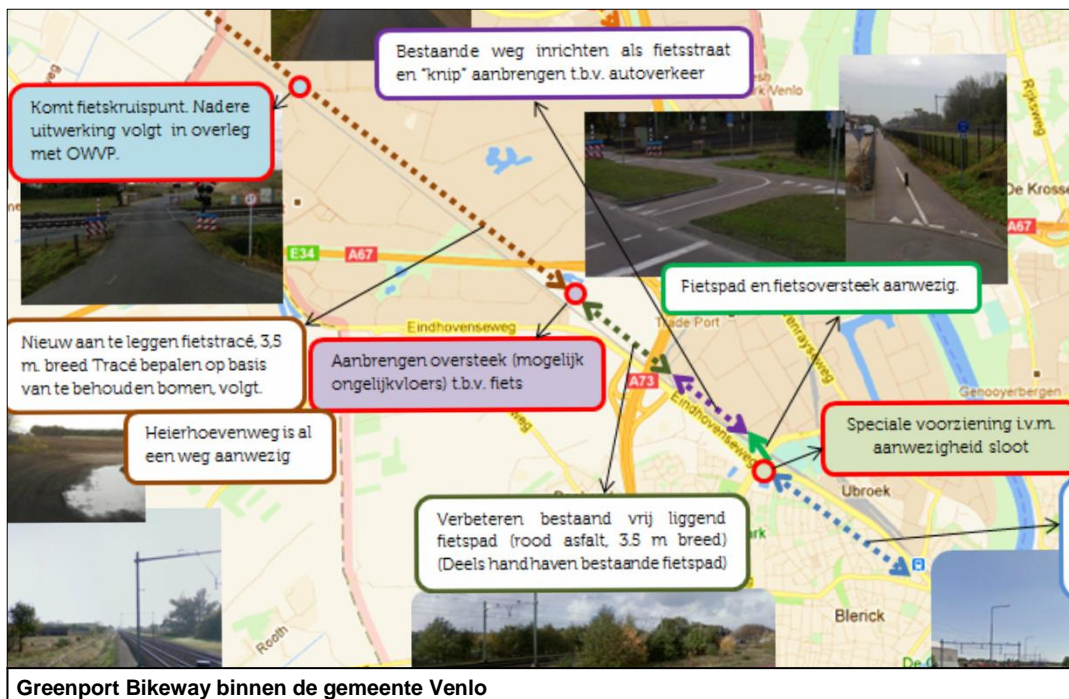 Bestaande weg inrichten als fietsstraat
en “knip” aanbrengen t.b.v. autoverkeer
Komt fietskruispunt. Nadere
uitwerking volgt in overleg
met OWVP.
rk Venlo
Rijksweg
De Krosse
A67
E34
A67
Fietspad en fietsoversteek aanwezig.
Eindhovenseweg
Trade Port
Venrayseweg
Nieuw aan te leggen fietstracé, 3,5
m. breed Tracé bepalen op basis
van te behouden bomen, volgt.
Aanbrengen oversteek (mogelijk
ongelijkvloers) t.b.v. fiets
A73
Eindhovenseweg
Genooyerbergen
Heierhoevenweg is al
een weg aanwezig
Speciale voorziening i.v.m.
aanwezigheid sloot
Ubroek
Verbeteren bestaand vrij liggend
fietspad (rood asfalt, 3.5 m breed)
(Deels handhaven bestaande fietspad)
Blerick
Rooth
Greenport Bikeway binnen de gemeente Venlo